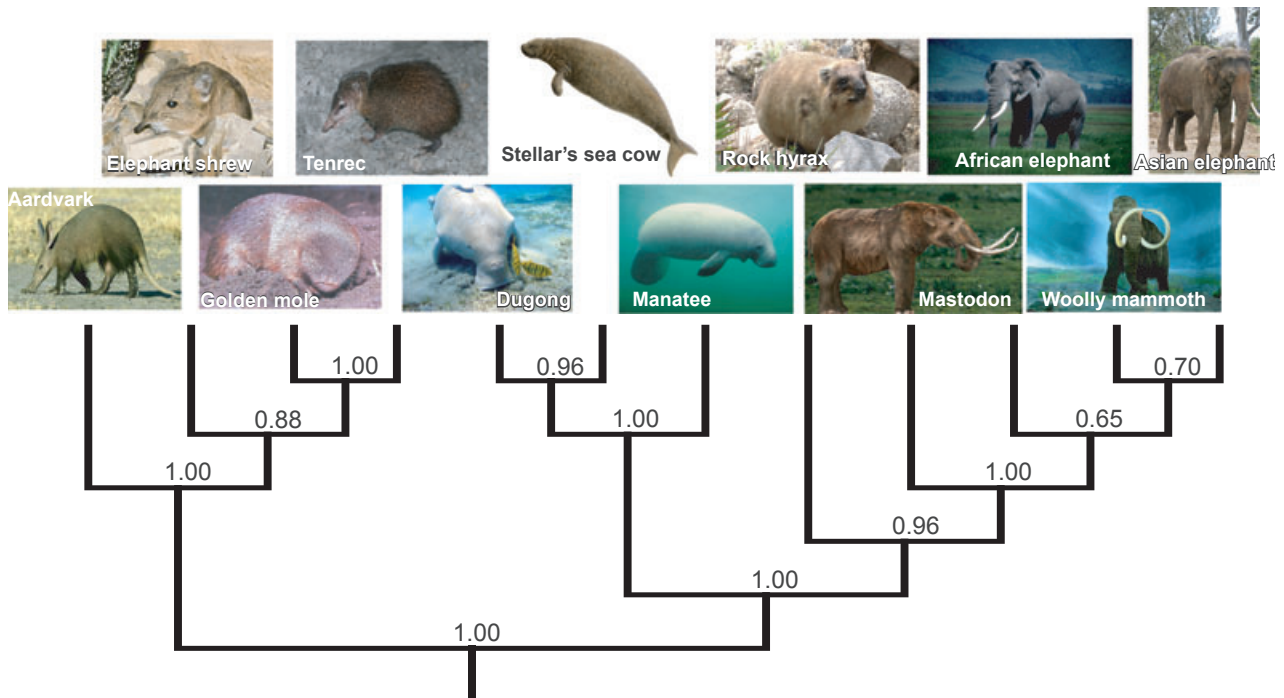 Elephant shrew
Tenrec
Stellar's sea cow
Rock hyrax
African elephant
Asian elephant
Aardvark
Golden mole
Dugong
Manatee
Mastodon
Woolly mammoth
1.00
0.96
0.70
0.88
1.00
0.65
1.00
1.00
0.96
1.00
1.00